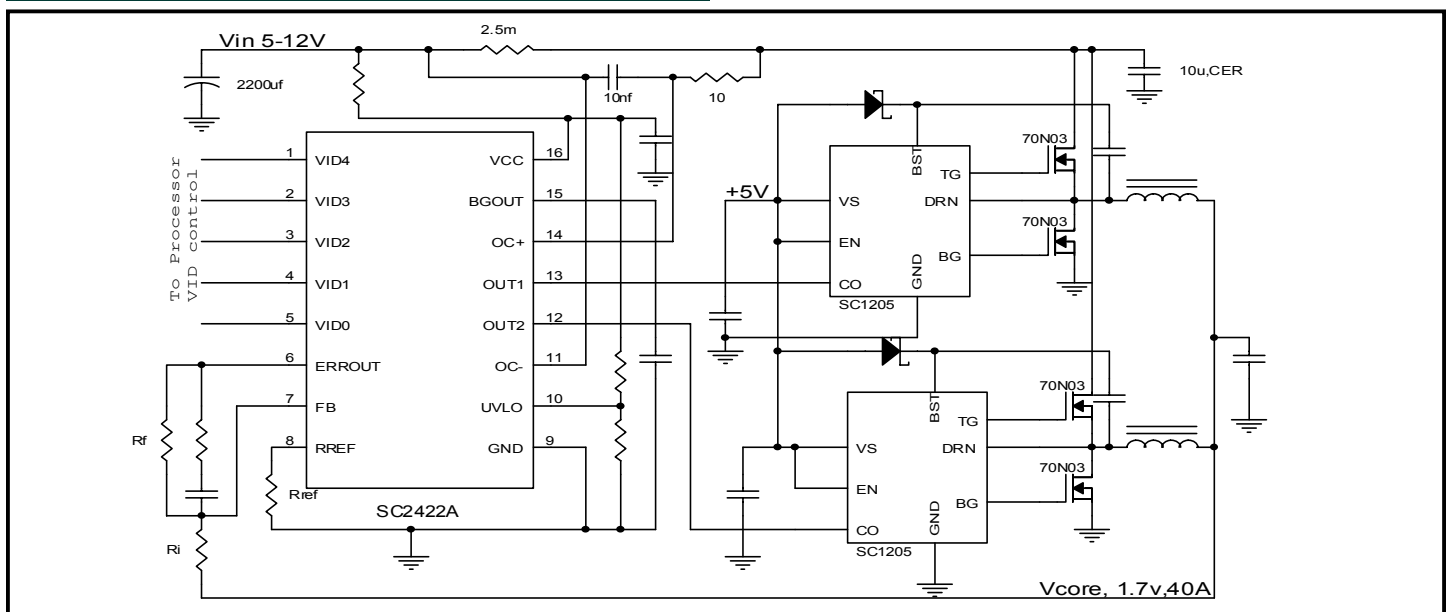 Vin 5-12V
2.5m
2200uf
10nf
10
10u,CER
To Processor
VID control
1
VID4
2
VID3
3
VID2
4
VID1
5
VID0
6
ERROUT
7
FB
8
RREF
VCC
16
BGOUT
15
OC+
14
OUT1
13
OUT2
12
OC-
11
UVLO
10
GND
9
SC2422A
Rf
Ri
Rref
+5V
VS
EN
CO
BST
TG
DRN
BG
GND
SC1205
70N03
70N03
VS
EN
CO
BST
TG
DRN
BG
GND
SC1205
70N03
70N03
Vcore, 1.7v,40A